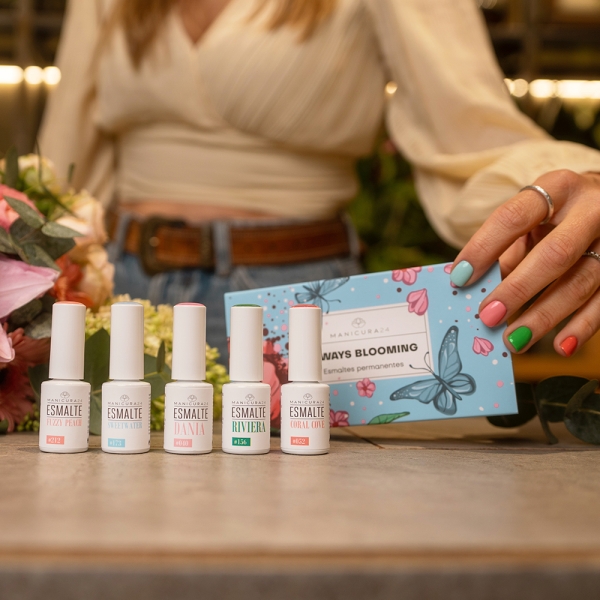 MANICURA24
WAYS BLOOMING
Esmaltes permanentes
MANICURA24
ESMALTE
FUZZY PEACH
MANICURA24
ESMALTE
MANICURA24
ESMALTE
DANIA
MANICURA24
ESMALTE
RIVIERA
#156
MANICURA24
ESMALTE
CORAL COVE